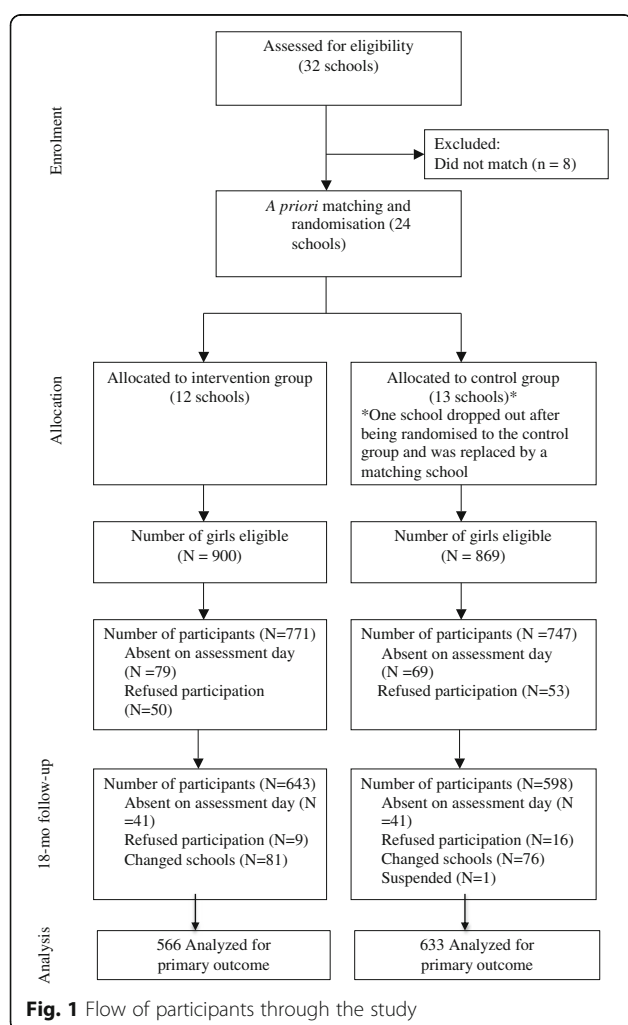 Assessed for eligibility
(32 schools)
Enrolment
Excluded:
Did not match (n = 8)
A priori matching and
randomisation (24
schools)
Allocation
Allocated to intervention group
(12 schools)
Allocated to control group
(13 schools)*
*One school dropped out after
being randomised to the control
group and was replaced by a
matching school
Number of girls eligible
(N = 900)
Number of girls eligible
(N = 869)
Number of participants (N=771)
Absent on assessment day
(N =79)
Refused participation
(N=50)
Number of participants (N =747)
Absent on assessment day
(N =69)
Refused participation (N=53)
18-mo follow-up
Number of participants (N=643)
Absent on assessment day (N
=41)
Refused participation (N=9)
Changed schools (N=81)
Number of participants (N=598)
Absent on assessment day (N
=41)
Refused participation (N=16)
Changed schools (N=76)
Suspended (N=1)
Analysis
566 Analyzed for
primary outcome
633 Analyzed for
primary outcome
Fig. 1 Flow of participants through the study